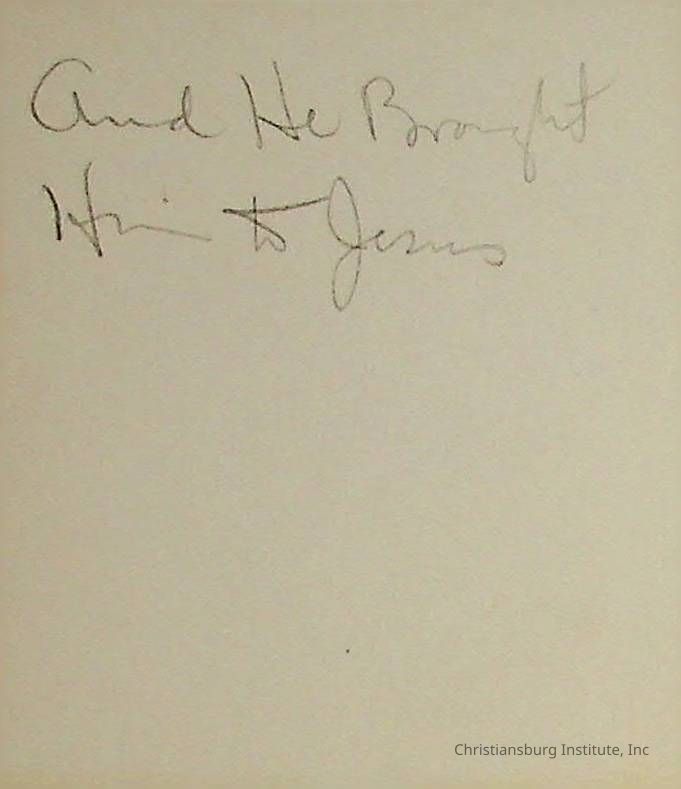 And He Brought
Him to Jesus
Christiansburg Institute, Inc